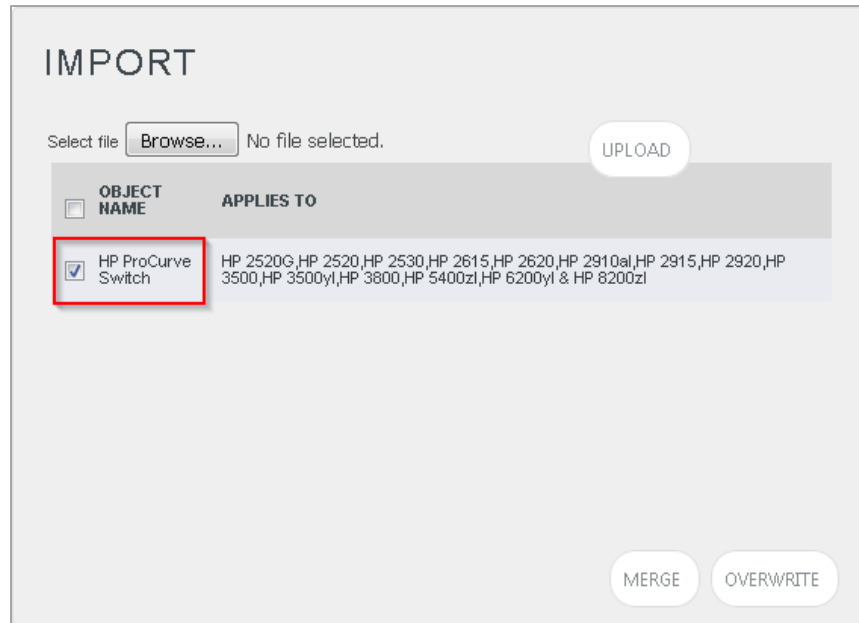 IMPORT
Select file Browse... No file selected. UPLOAD
OBJECT NAME APPLIES TO
HP ProCurve Switch HP 2520G,HP 2520,HP 2530,HP 2615,HP 2620,HP 2910al,HP 2915,HP 2920,HP
3500,HP 3500yl,HP 3800,HP 5400zl,HP 6200yl & HP 8200zl
MERGE OVERWRITE